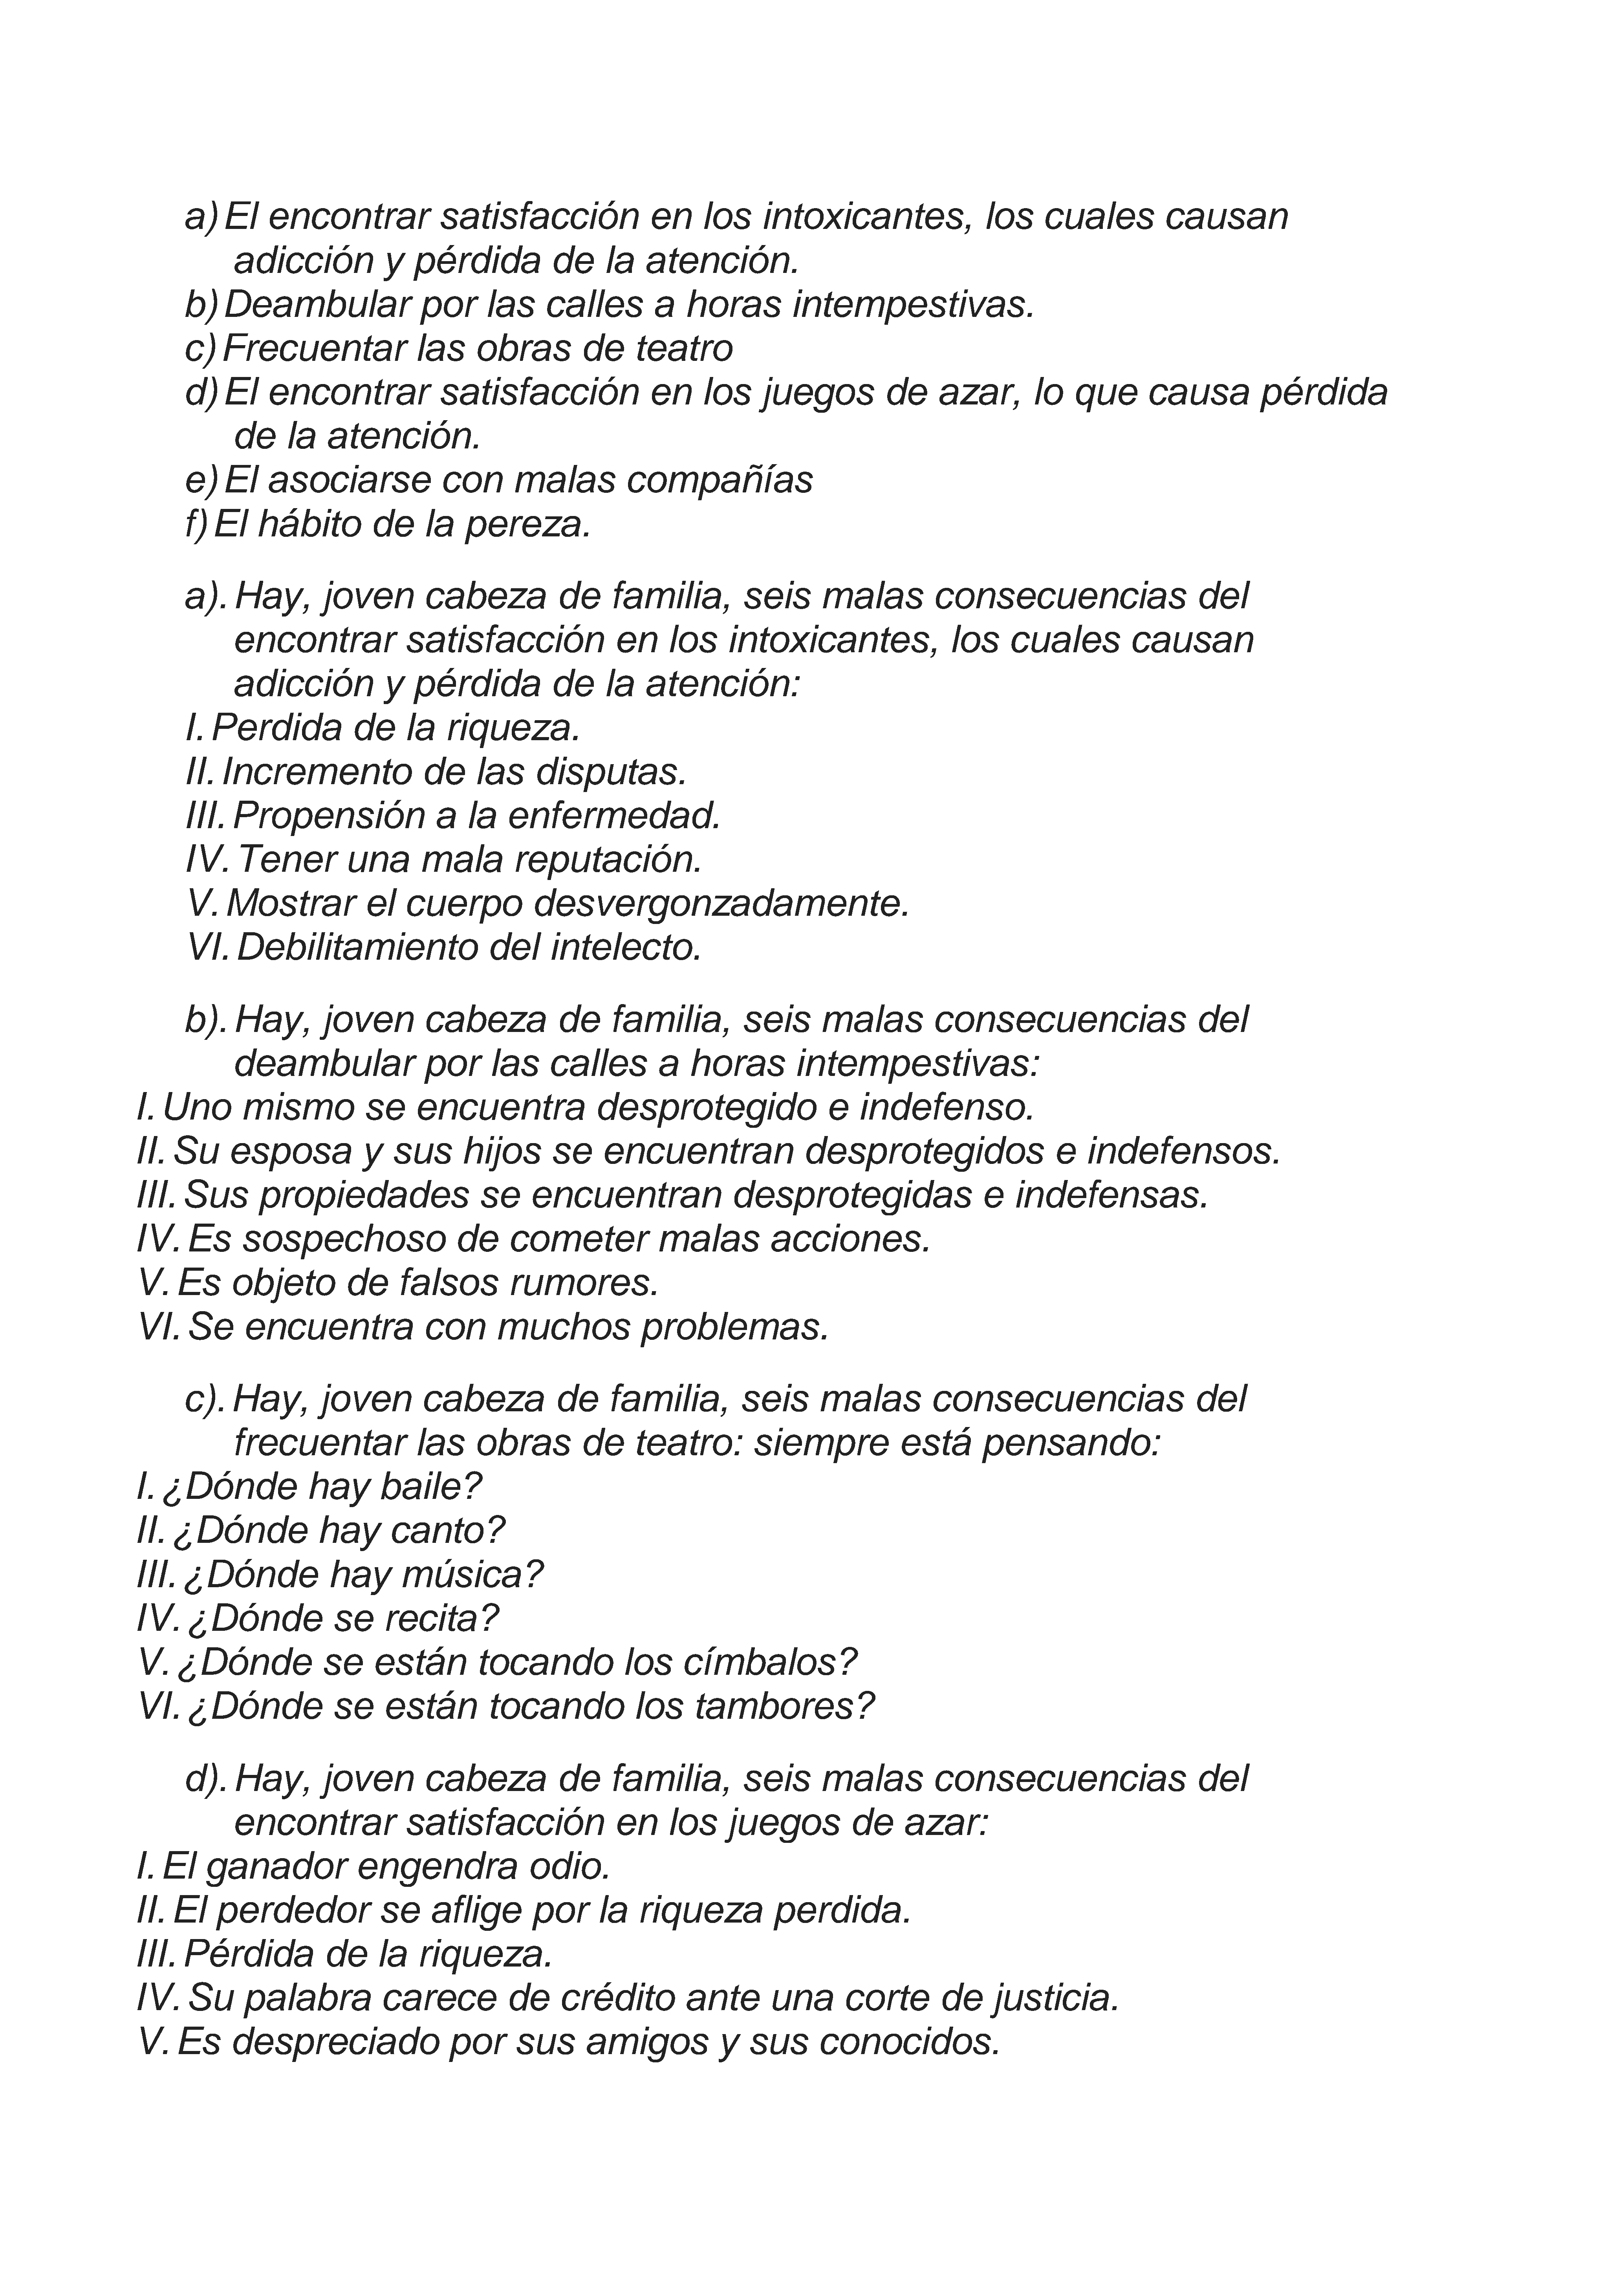 a) El encontrar satisfacción en los intoxicantes, los cuales causan
adicción y pérdida de la atención.
b) Deambular por las calles a horas intempestivas.
c) Frecuentar las obras de teatro
d) El encontrar satisfacción en los juegos de azar, lo que causa pérdida
de la atención.
e) El asociarse con malas compañías
f) El hábito de la pereza.
a). Hay, joven cabeza de familia, seis malas consecuencias del
encontrar satisfacción en los intoxicantes, los cuales causan
adicción y pérdida de la atención:
I. Perdida de la riqueza.
II. Incremento de las disputas.
III. Propensión a la enfermedad.
IV. Tener una mala reputación.
V. Mostrar el cuerpo desvergonzadamente.
VI. Debilitamiento del intelecto.
b). Hay, joven cabeza de familia, seis malas consecuencias del
deambular por las calles a horas intempestivas:
I. Uno mismo se encuentra desprotegido e indefenso.
II. Su esposa y sus hijos se encuentran desprotegidos e indefensos.
III. Sus propiedades se encuentran desprotegidas e indefensas.
IV. Es sospechoso de cometer malas acciones.
V. Es objeto de falsos rumores.
VI. Se encuentra con muchos problemas.
c). Hay, joven cabeza de familia, seis malas consecuencias del
frecuentar las obras de teatro: siempre está pensando:
I. ¿Dónde hay baile?
II. ¿Dónde hay canto?
III. ¿Dónde hay música?
IV. ¿Dónde se recita?
V. ¿Dónde se están tocando los címbalos?
VI. ¿Dónde se están tocando los tambores?
d). Hay, joven cabeza de familia, seis malas consecuencias del
encontrar satisfacción en los juegos de azar:
I. El ganador engendra odio.
II. El perdedor se aflige por la riqueza perdida.
III. Pérdida de la riqueza.
IV. Su palabra carece de crédito ante una corte de justicia.
V. Es despreciado por sus amigos y sus conocidos.